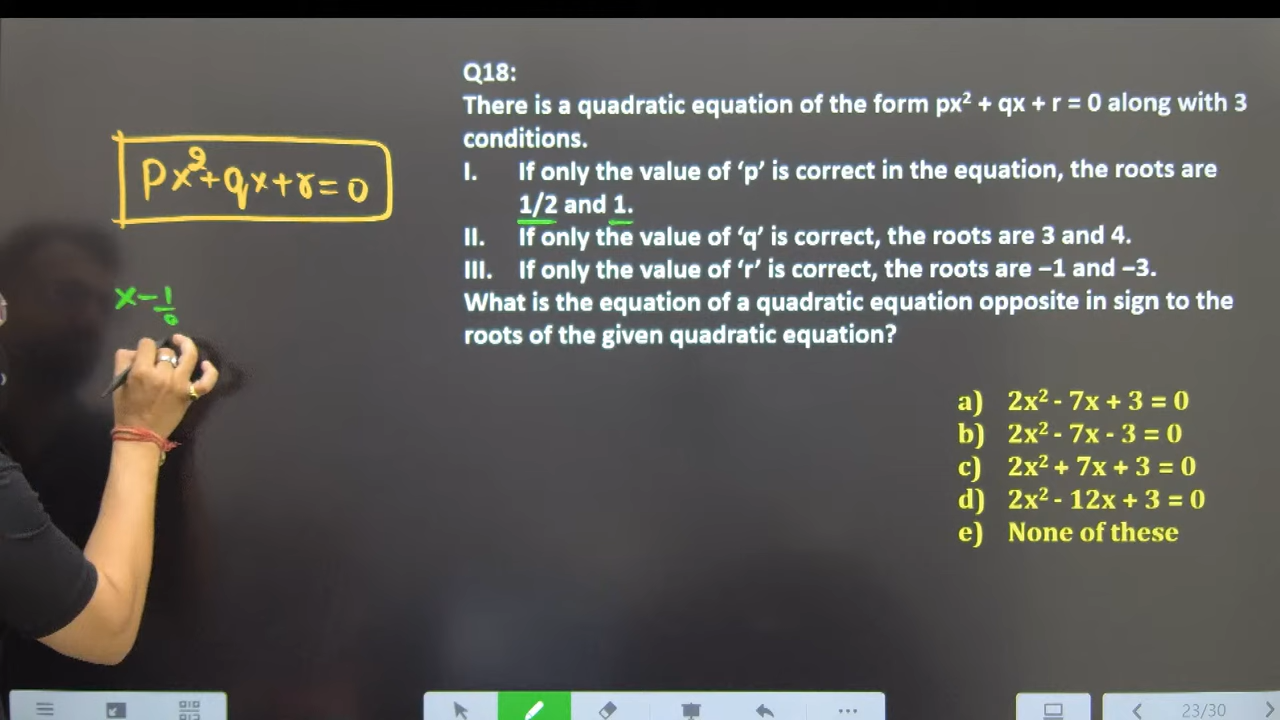 Q18:
There is a quadratic equation of the form px² + qx + r = 0 along with 3
conditions.
I. If only the value of 'p' is correct in the equation, the roots are
1/2 and 1.
II. If only the value of 'q' is correct, the roots are 3 and 4.
III. If only the value of 'r' is correct, the roots are −1 and −3.
What is the equation of a quadratic equation opposite in sign to the
roots of the given quadratic equation?
px²+qx+r=0
x-1
a) 2x² - 7x + 3 = 0
b) 2x² - 7x - 3 = 0
c) 2x² + 7x + 3 = 0
d) 2x² - 12x + 3 = 0
e) None of these
23/30